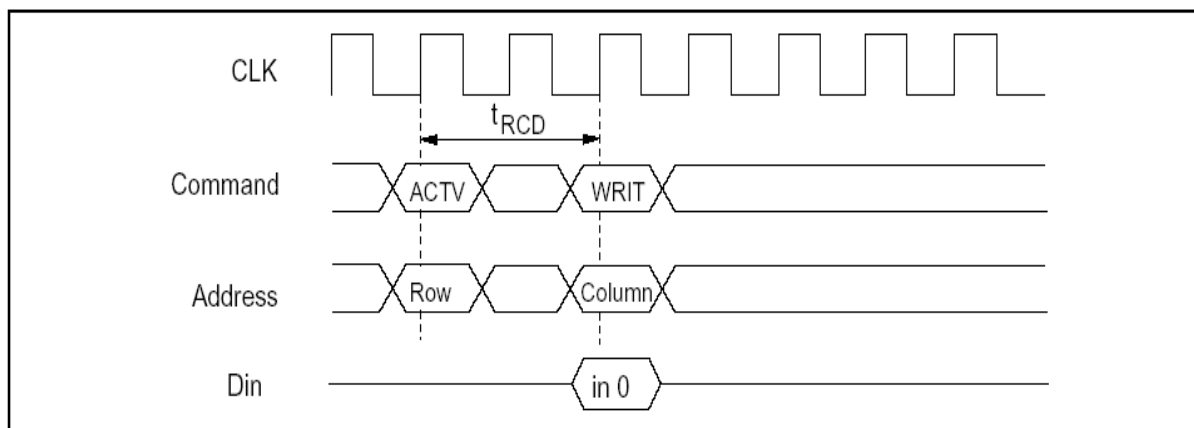 CLK
tRCD
Command ACTV WRIT
Address Row Column
Din in 0